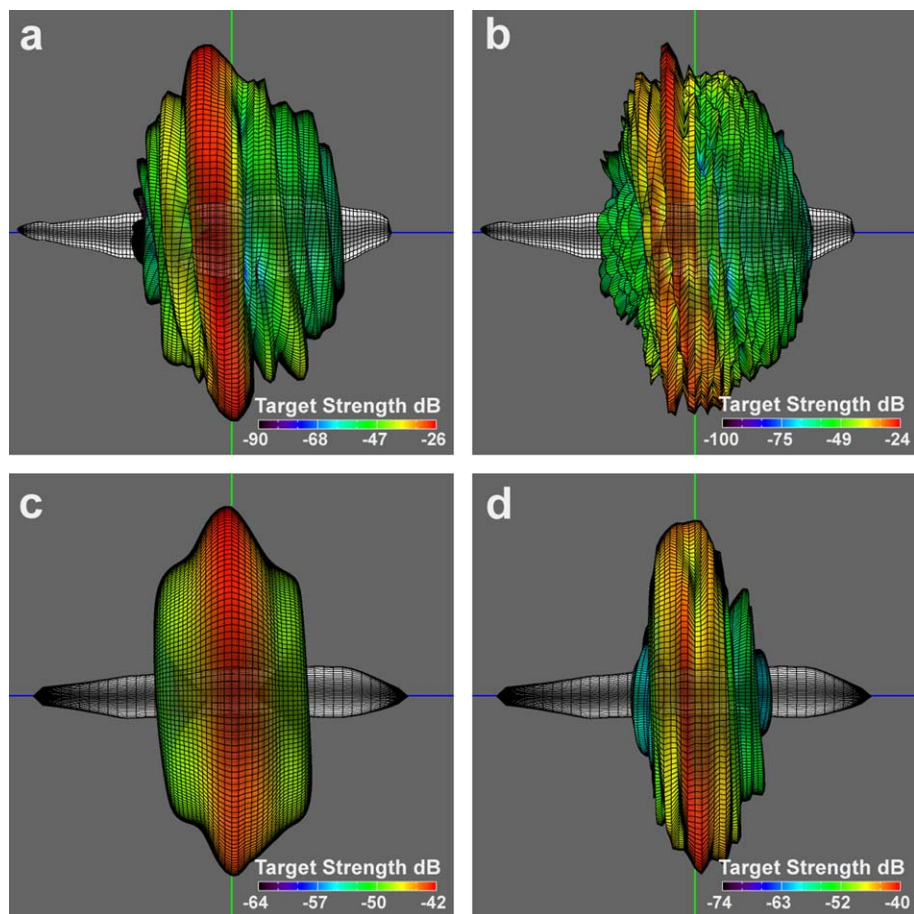 a
Target Strength dB
-90 -68 -47 -26
b
Target Strength dB
-100 -75 -49 -24
c
Target Strength dB
-64 -57 -50 -42
d
Target Strength dB
-74 -63 -52 -40